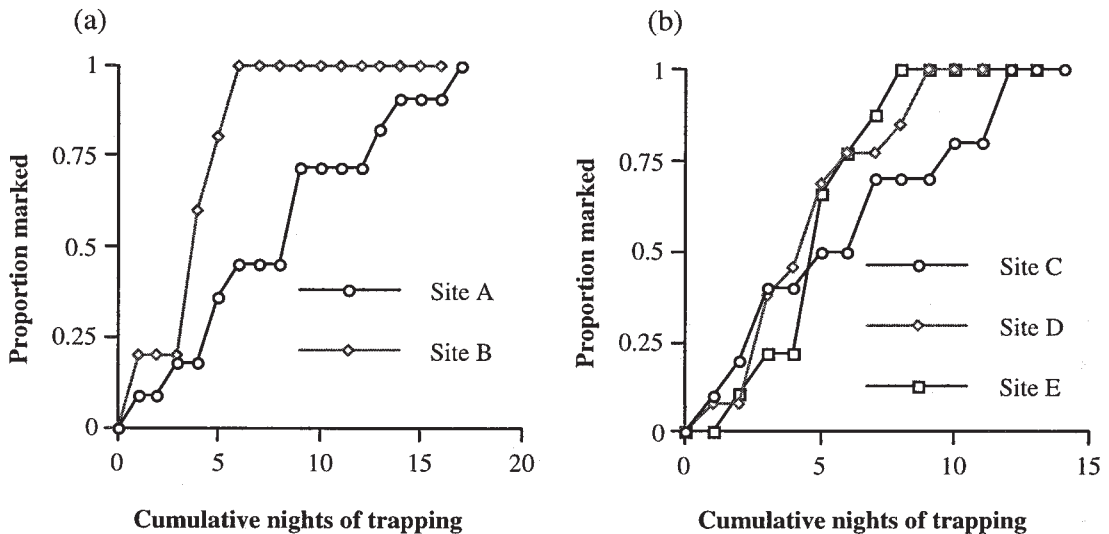 (a)
Proportion marked
1
0.75
0.5
0.25
0
0 5 10 15 20
Site A
Site B
Cumulative nights of trapping
(b)
Proportion marked
1
0.75
0.5
0.25
0
0 5 10 15
Site C
Site D
Site E
Cumulative nights of trapping